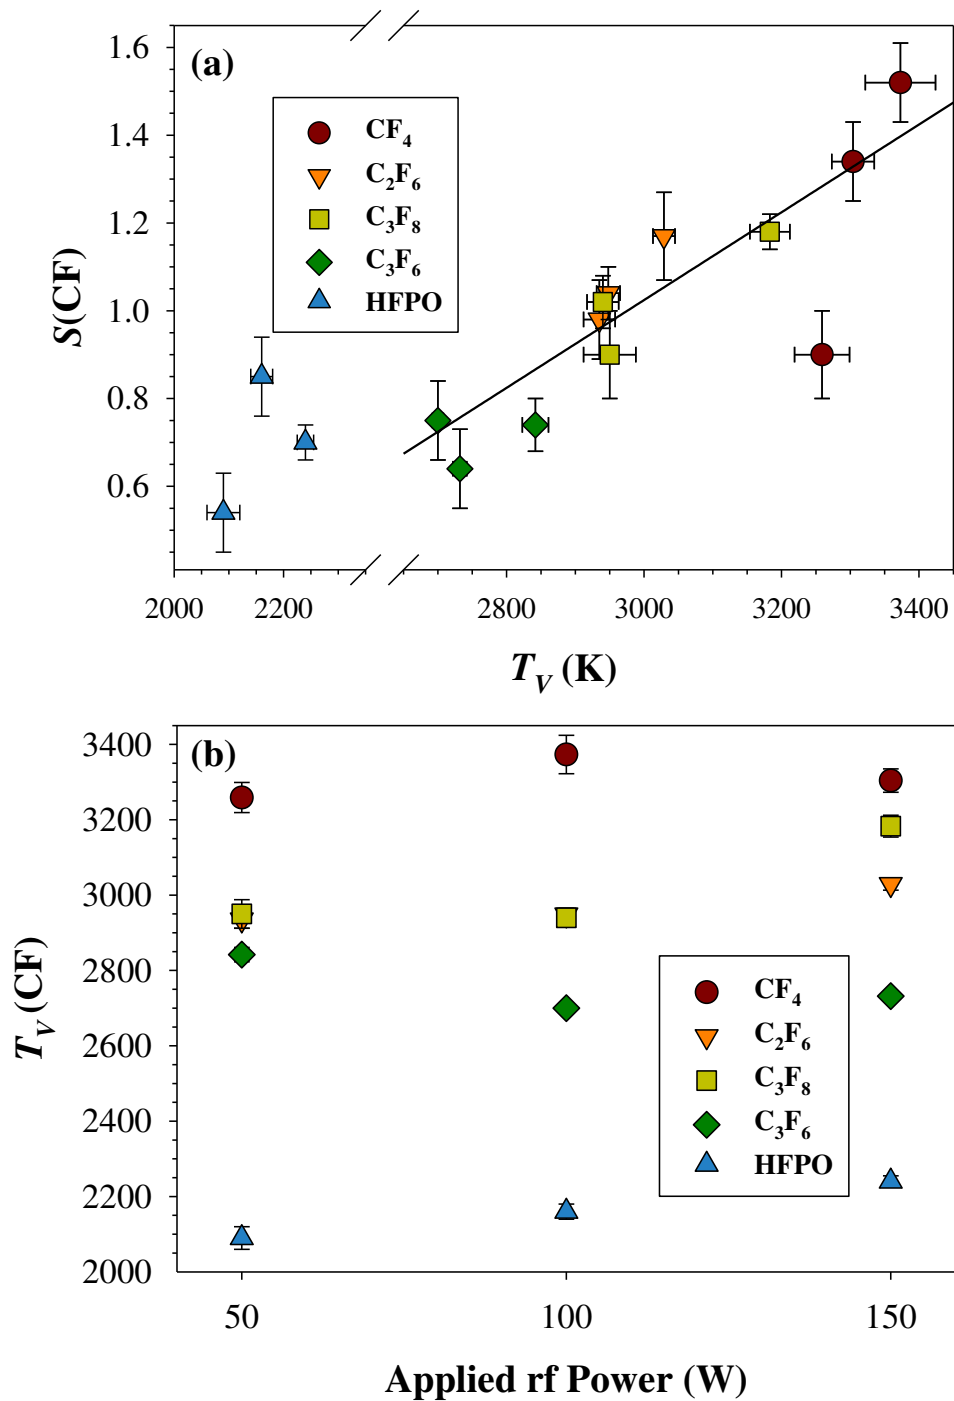 (a)
1.6
1.4
1.2
1.0
0.8
0.6
S(CF)
CF4
C2F6
C3F8
C3F6
HFPO
2000 2200 2800 3000 3200 3400
TV (K)
(b)
3400
3200
3000
2800
2600
2400
2200
2000
TV (CF)
CF4
C2F6
C3F8
C3F6
HFPO
50 100 150
Applied rf Power (W)